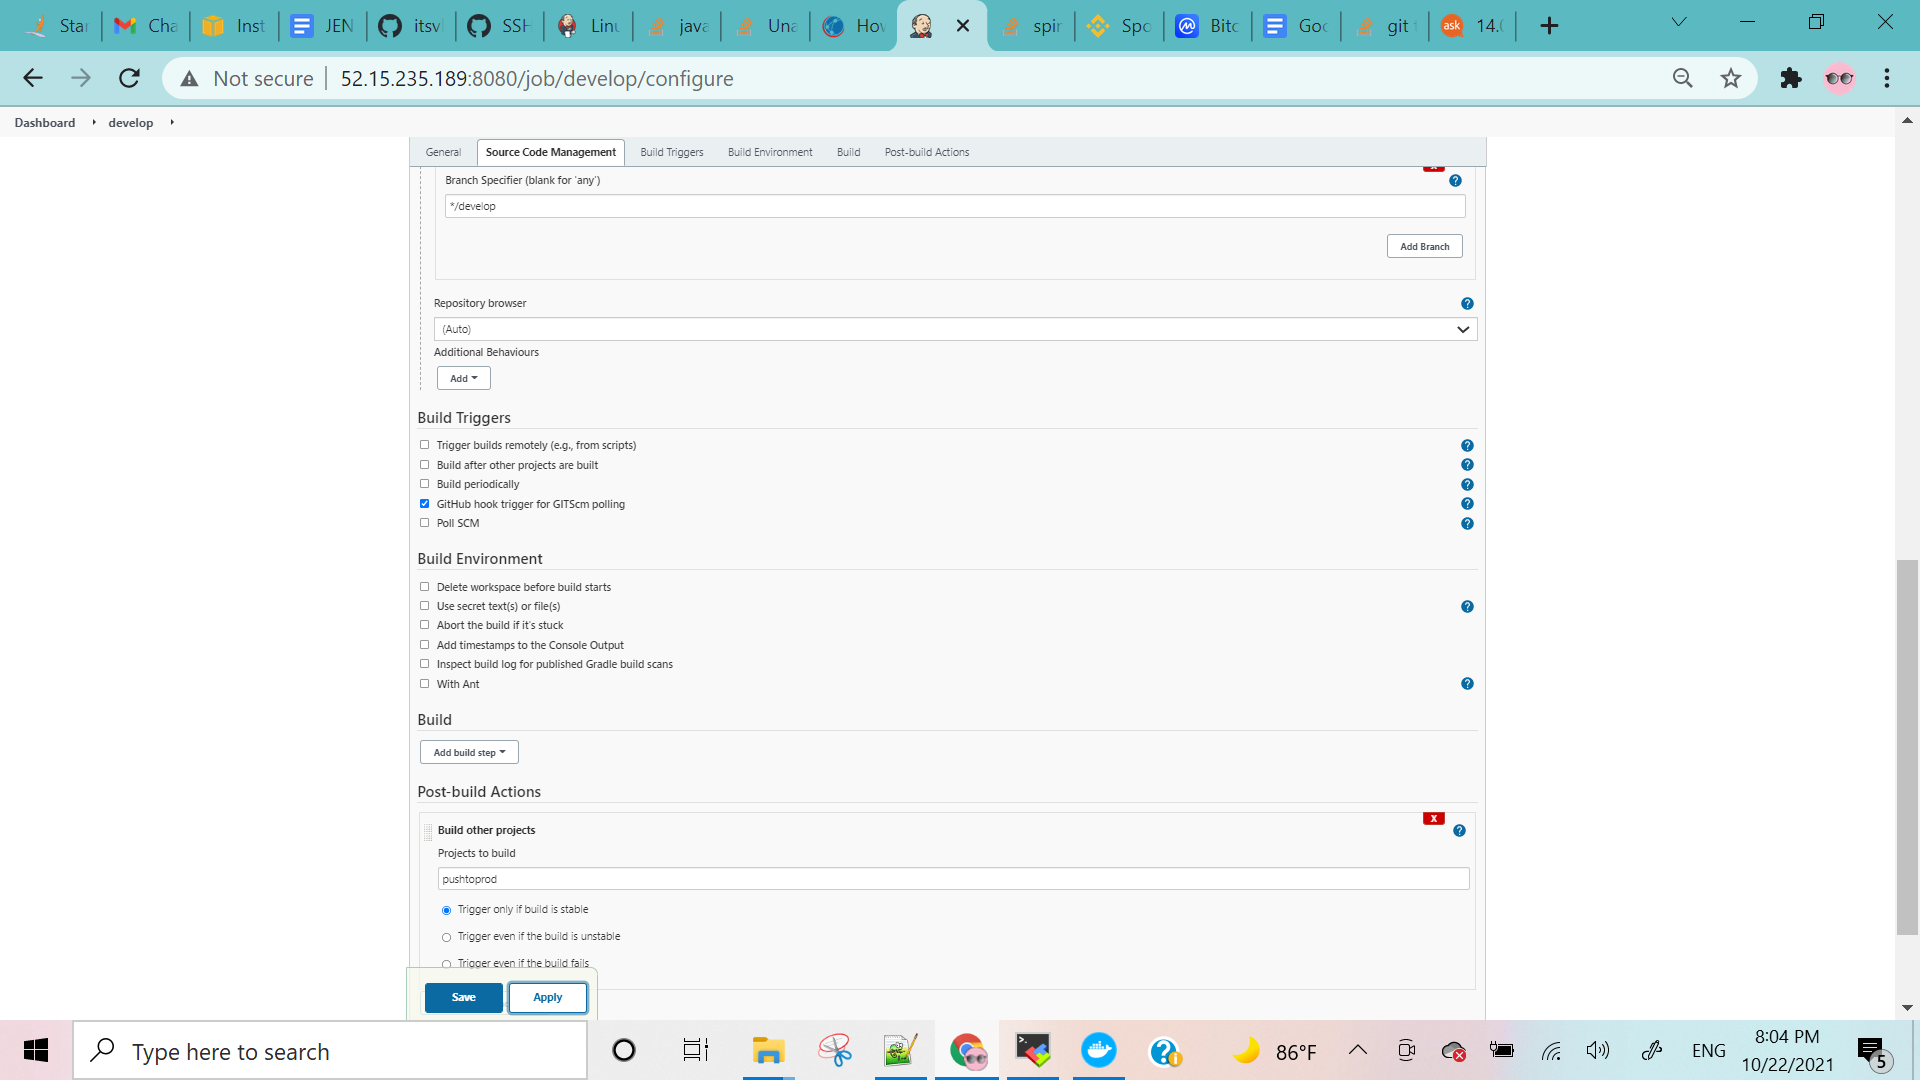 Star
Cha
Inst
JEN
itsv
SSH
Linu
java
Una
How
spir
Spo
Bitc
Goo
git
ask
14.0
Not secure
52.15.235.189:8080/job/develop/configure
Dashboard
develop
General
Source Code Management
Build Triggers
Build Environment
Build
Post-build Actions
Branch Specifier (blank for 'any')
*/develop
Add Branch
Repository browser
(Auto)
Additional Behaviours
Add
Build Triggers
Trigger builds remotely (e.g., from scripts)
Build after other projects are built
Build periodically
GitHub hook trigger for GITScm polling
Poll SCM
Build Environment
Delete workspace before build starts
Use secret text(s) or file(s)
Abort the build if it's stuck
Add timestamps to the Console Output
Inspect build log for published Gradle build scans
With Ant
Build
Add build step
Post-build Actions
X
Build other projects
Projects to build
pushtoprod
Trigger only if build is stable
Trigger even if the build is unstable
Trigger even if the build fails
Save
Apply
Type here to search
86°F
ENG
8:04 PM
10/22/2021
5